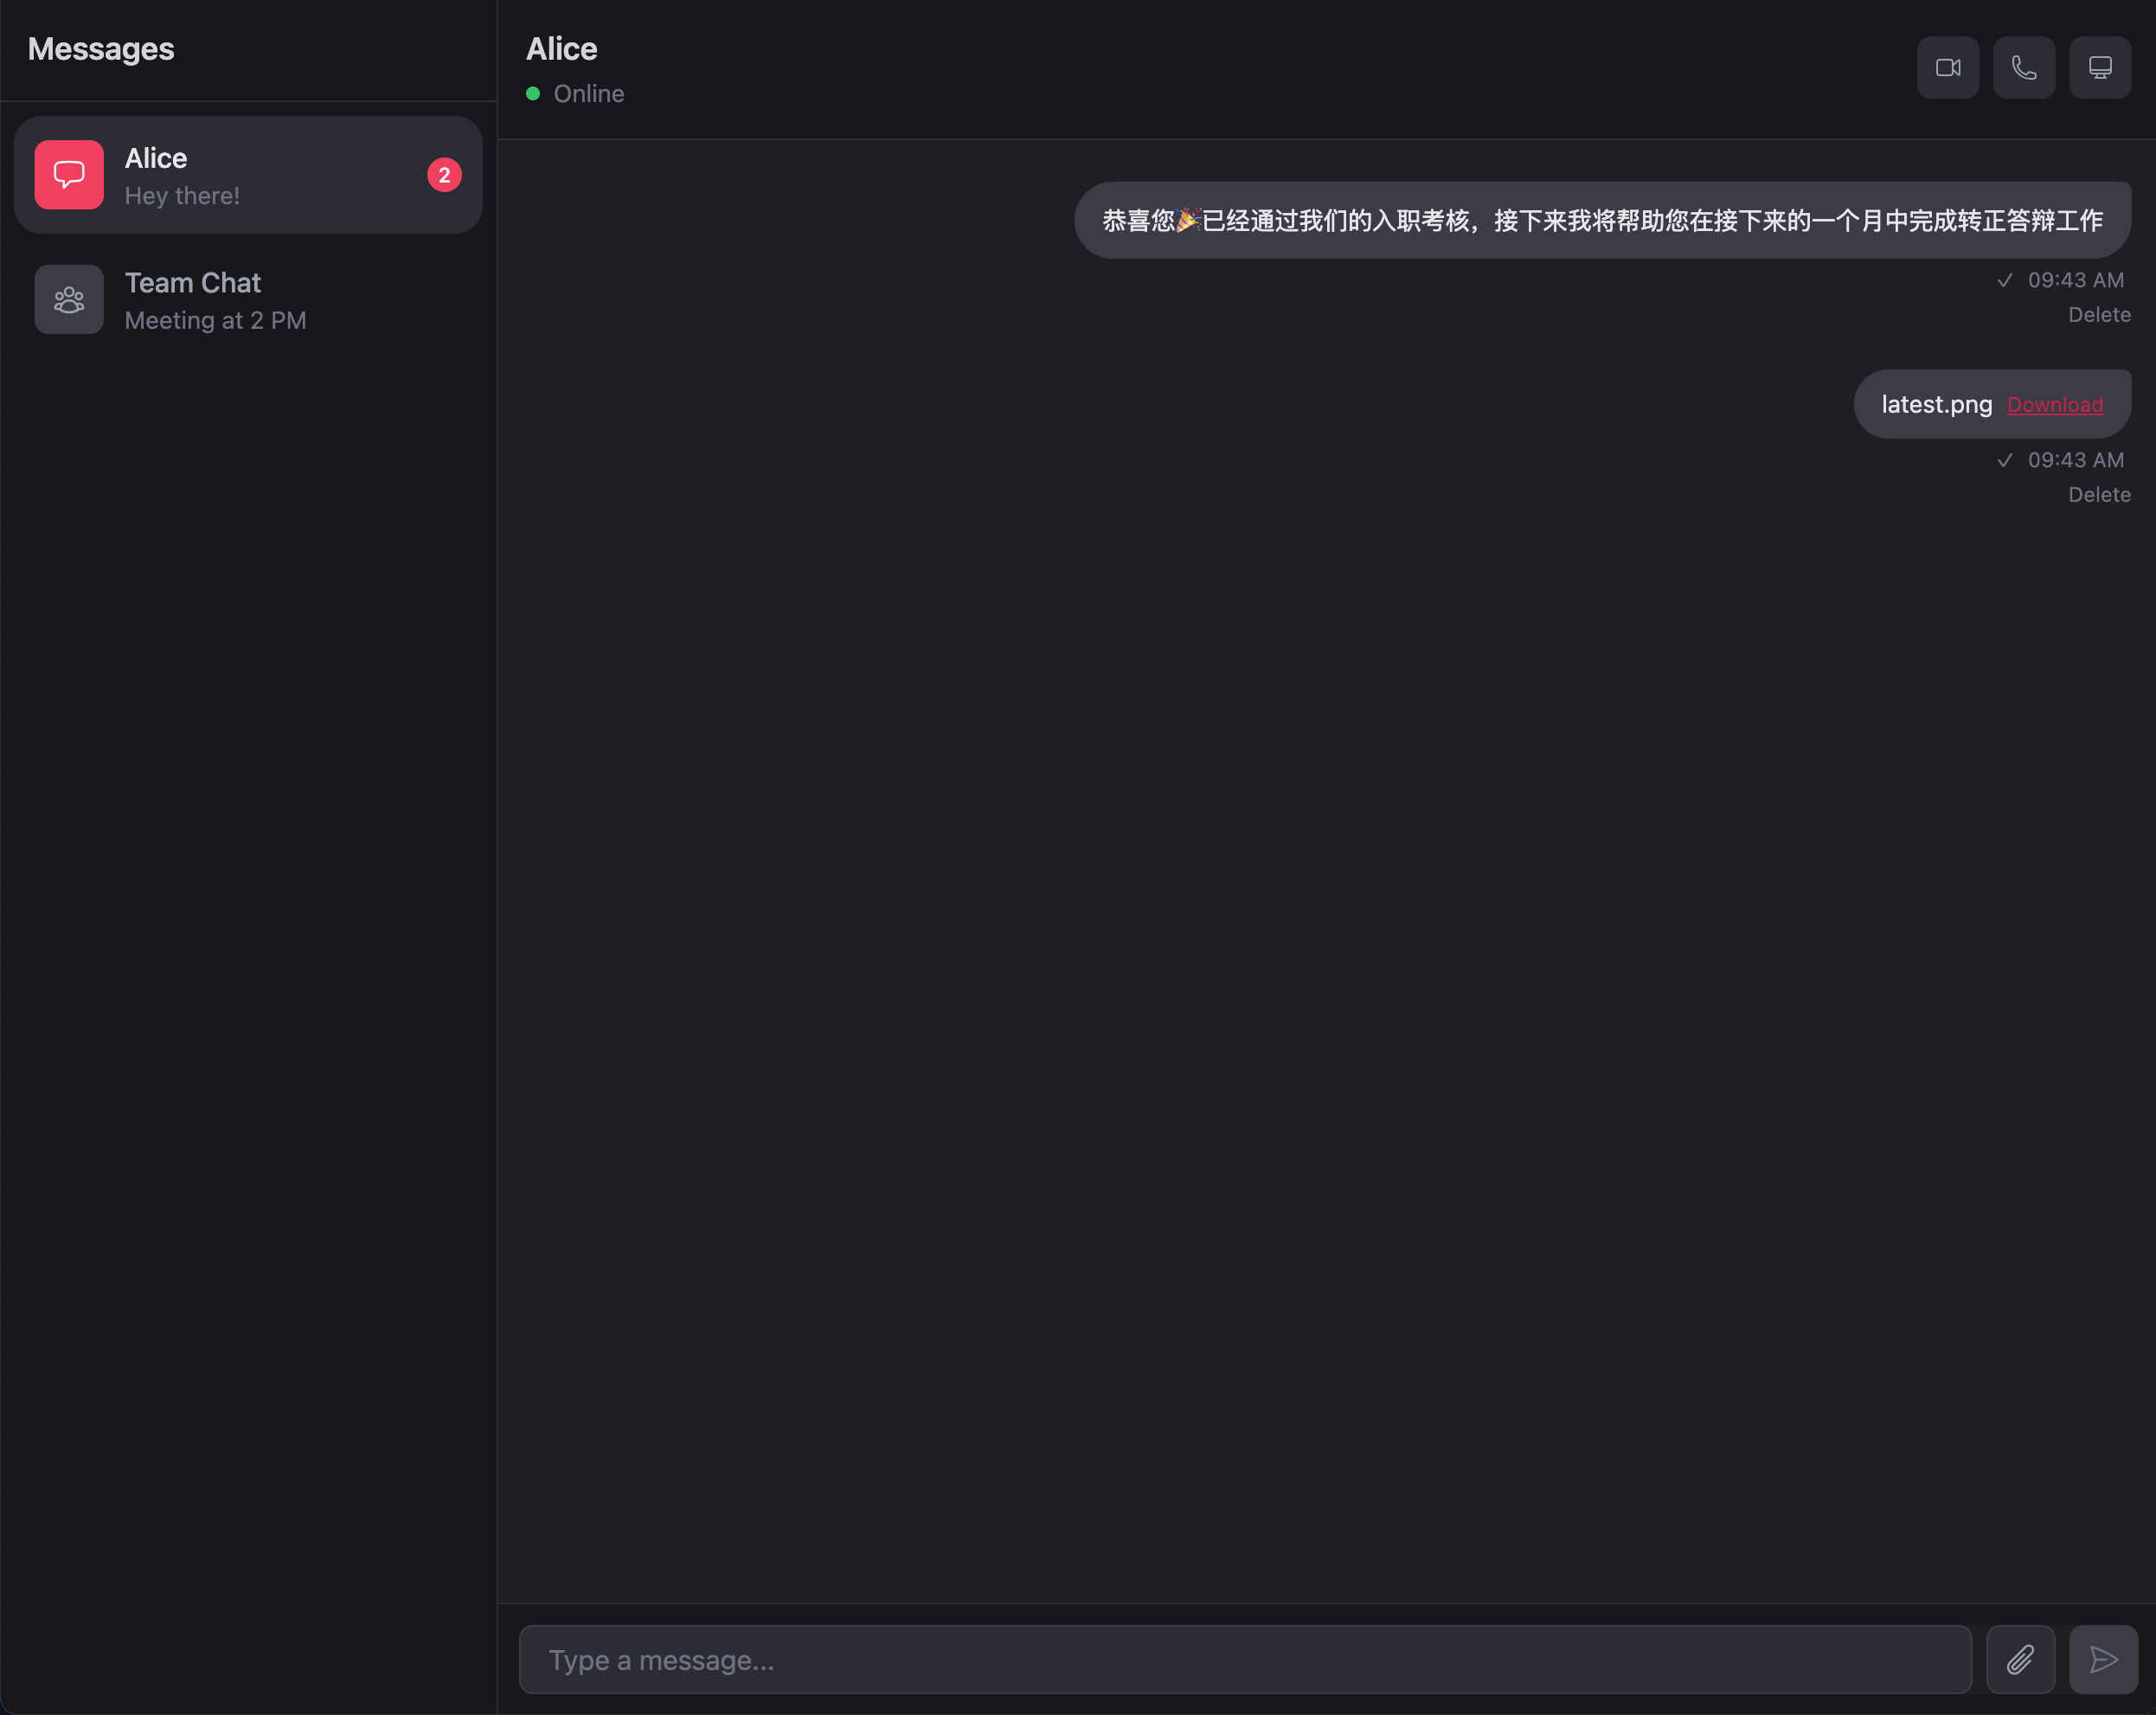 Messages
Alice
Hey there!
2
Team Chat
Meeting at 2 PM
Alice
Online
恭喜您🎉已经通过我们的入职考核，接下来我将帮助您在接下来的一个月中完成转正答辩工作
✓ 09:43 AM
Delete
latest.png Download
✓ 09:43 AM
Delete
Type a message...